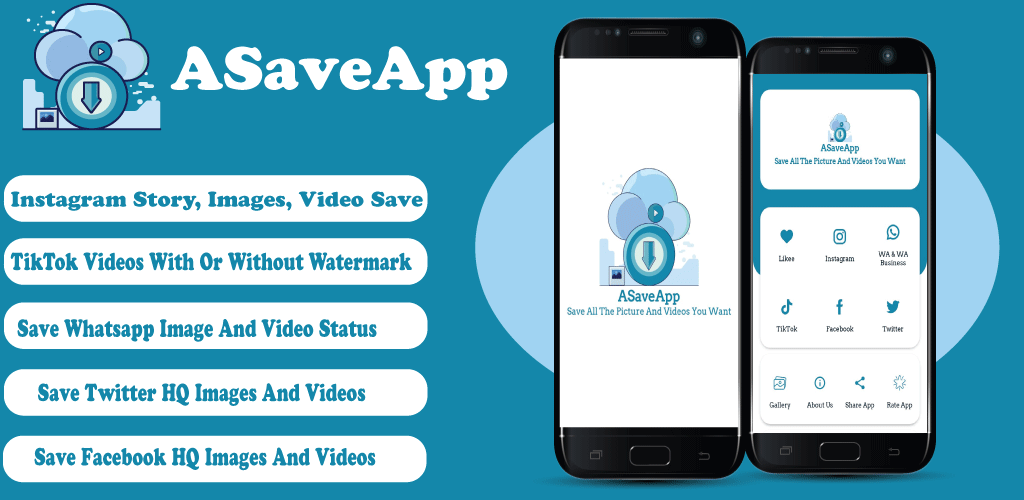 ASaveApp
Instagram Story, Images, Video Save
TikTok Videos With Or Without Watermark
Save Whatsapp Image And Video Status
Save Twitter HQ Images And Videos
Save Facebook HQ Images And Videos
ASaveApp
Save All The Picture And Videos You Want
ASaveApp
Save All The Picture And Videos You Want
Likes
Instagram
WA & WA
Business
TikTok
Facebook
Twitter
Gallery
About Us
Share App
Rate App